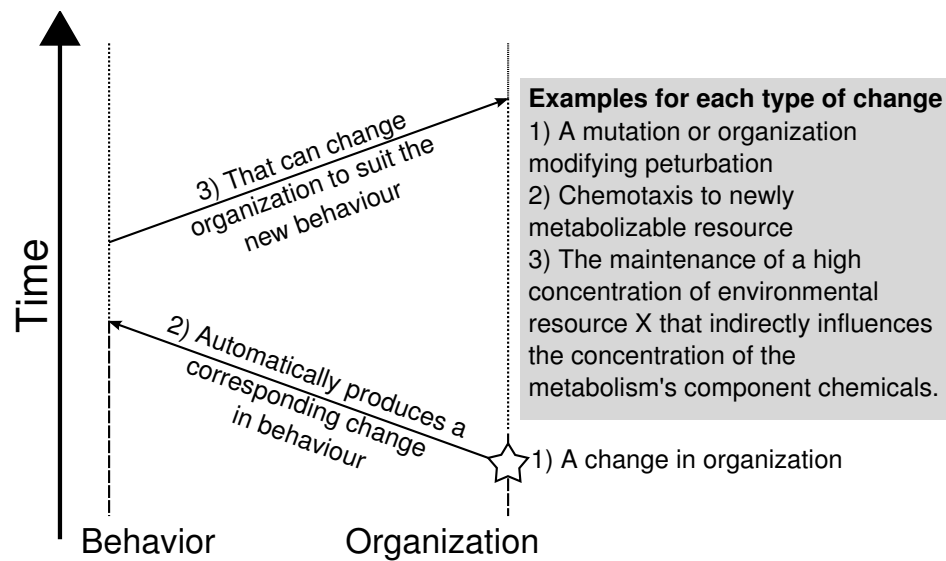 Time
3) That can change
organization to suit the
new behaviour
2) Automatically produces a
corresponding change
in behaviour
1) A change in organization
Behavior
Organization
Examples for each type of change
1) A mutation or organization
modifying peturbation
2) Chemotaxis to newly
metabolizable resource
3) The maintenance of a high
concentration of environmental
resource X that indirectly influences
the concentration of the
metabolism's component chemicals.